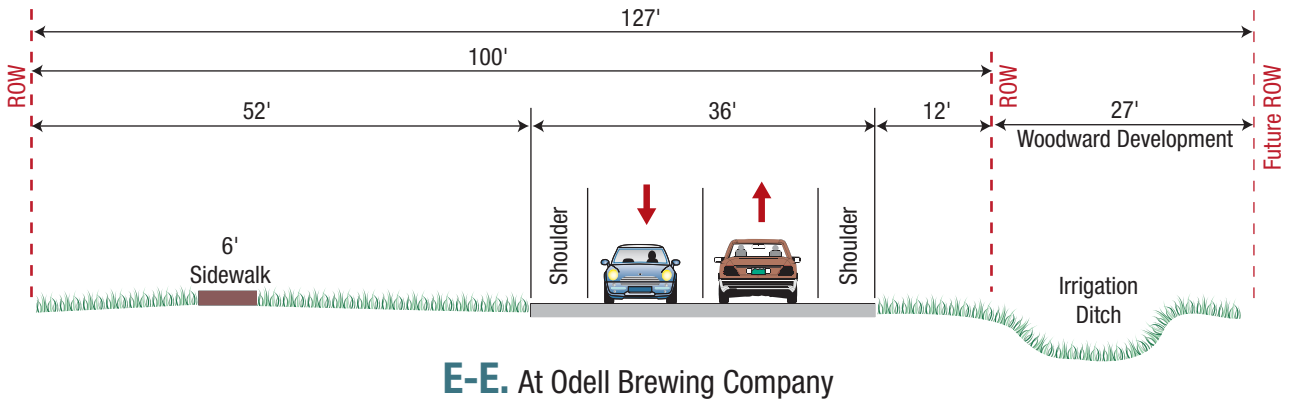 127'
100'
52'
36'
12'
27'
Woodward Development
ROW
ROW
Future ROW
Shoulder
Shoulder
6'
Sidewalk
Irrigation
Ditch
E-E. At Odell Brewing Company